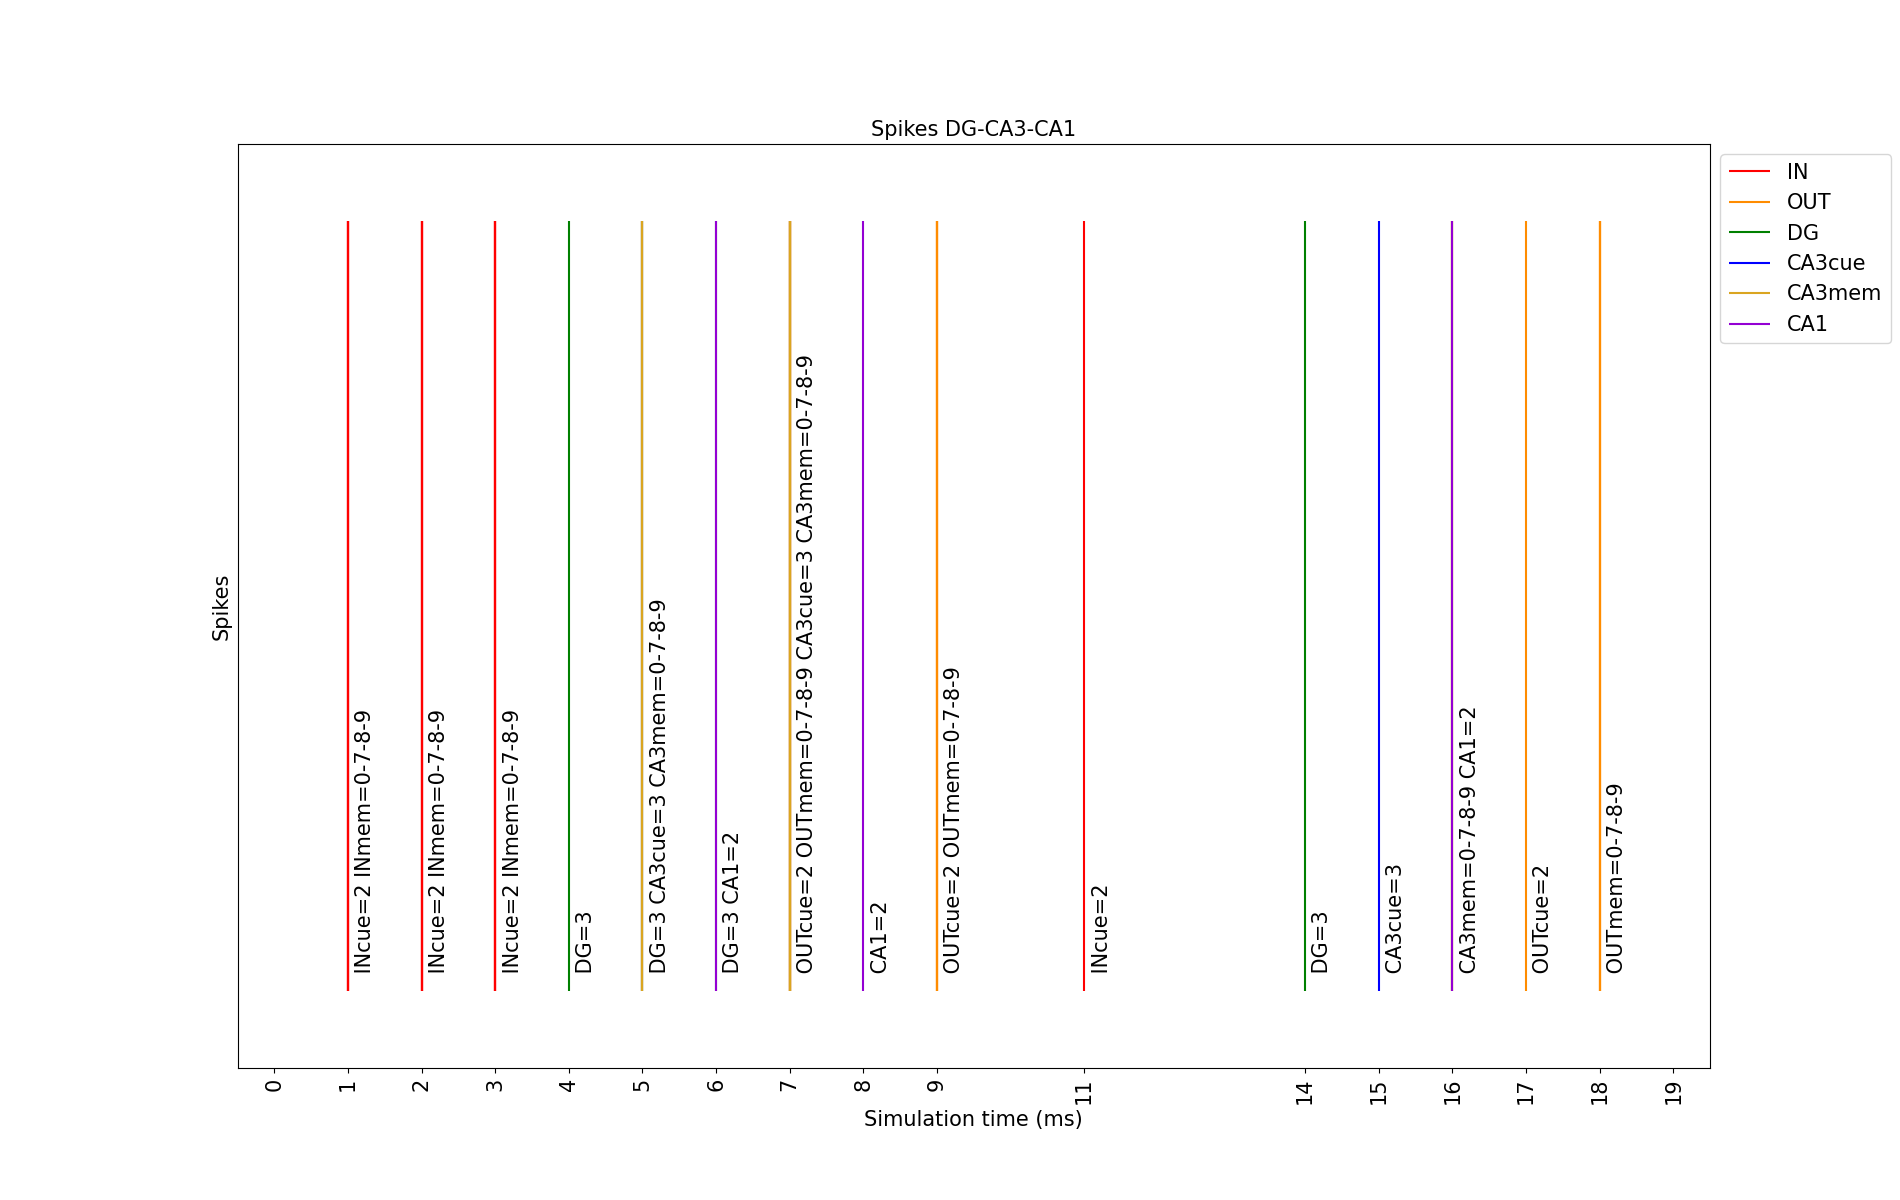 Spikes DG-CA3-CA1
IN
OUT
DG
CA3cue
CA3mem
CA1
Spikes
INcue=2 INmem=0-7-8-9
INcue=2 INmem=0-7-8-9
INcue=2 INmem=0-7-8-9
DG=3
DG=3 CA3cue=3 CA3mem=0-7-8-9
DG=3 CA1=2
OUTcue=2 OUTmem=0-7-8-9 CA3cue=3 CA3mem=0-7-8-9
CA1=2
OUTcue=2 OUTmem=0-7-8-9
INcue=2
DG=3
CA3cue=3
CA3mem=0-7-8-9 CA1=2
OUTcue=2
OUTmem=0-7-8-9
0
1
2
3
4
5
6
7
8
9
11
14
15
16
17
18
19
Simulation time (ms)